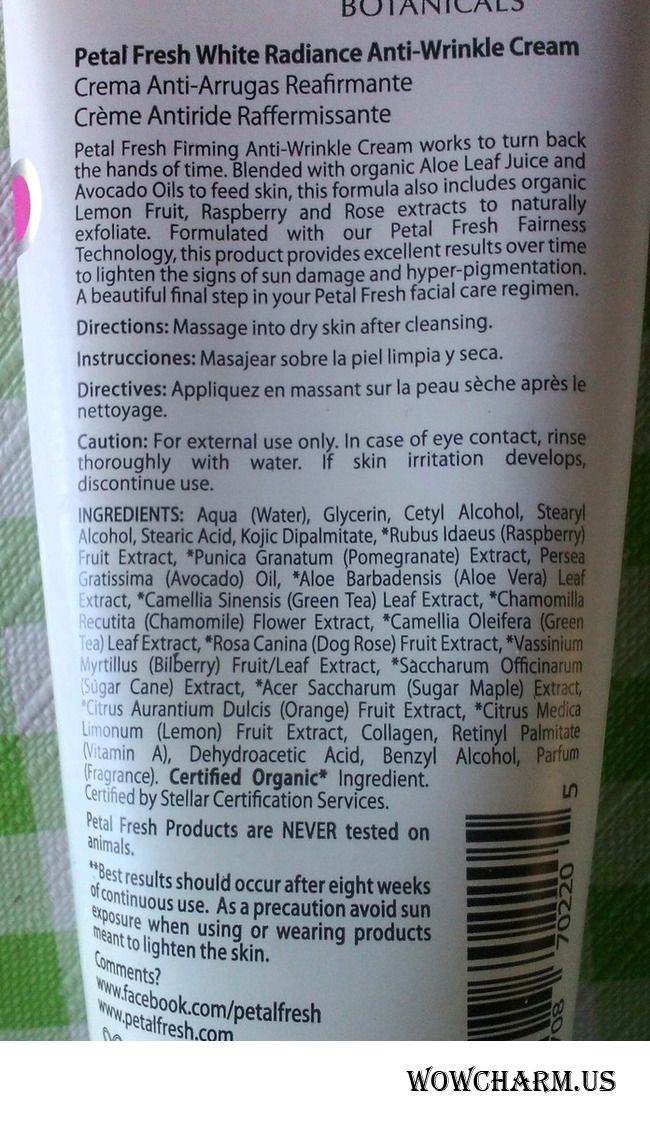 BOTANICALS
Petal Fresh White Radiance Anti-Wrinkle Cream
Crema Anti-Arrugas Reafirmante
Crème Antiride Raffermissante
Petal Fresh Firming Anti-Wrinkle Cream works to turn back
the hands of time. Blended with organic Aloe Leaf Juice and
Avocado Oils to feed skin, this formula also includes organic
Lemon Fruit, Raspberry and Rose extracts to naturally
exfoliate. Formulated with our Petal Fresh Fairness
Technology, this product provides excellent results over time
to lighten the signs of sun damage and hyper-pigmentation.
A beautiful final step in your Petal Fresh facial care regimen.
Directions: Massage into dry skin after cleansing.
Instrucciones: Masajear sobre la piel limpia y seca.
Directives: Appliquez en massant sur la peau sèche après le
nettoyage.
Caution: For external use only. In case of eye contact, rinse
thoroughly with water. If skin irritation develops,
discontinue use.
INGREDIENTS: Aqua (Water), Glycerin, Cetyl Alcohol, Stearyl
Alcohol, Stearic Acid, Kojic Dipalmitate, *Rubus Idaeus (Raspberry)
Fruit Extract, *Punica Granatum (Pomegranate) Extract, Persea
Gratissima (Avocado) Oil, *Aloe Barbadensis (Aloe Vera) Leaf
Extract, *Camellia Sinensis (Green Tea) Leaf Extract, *Chamomilla
Recutita (Chamomile) Flower Extract, *Camellia Oleifera (Green
Tea) Leaf Extract, *Rosa Canina (Dog Rose) Fruit Extract, *Vassinium
Myrtillus (Bilberry) Fruit/Leaf Extract, *Saccharum Officinarum
(Sugar Cane) Extract, *Acer Saccharum (Sugar Maple) Extract,
*Citrus Aurantium Dulcis (Orange) Fruit Extract, *Citrus Medica
Limonum (Lemon) Fruit Extract, Collagen, Retinyl Palmitate
(Vitamin A), Dehydroacetic Acid, Benzyl Alcohol, Parfum
(Fragrance). Certified Organic* Ingredient.
Certified by Stellar Certification Services.
Petal Fresh Products are NEVER tested on
animals.
**Best results should occur after eight weeks
of continuous use. As a precaution avoid sun
exposure when using or wearing products
meant to lighten the skin.
Comments?
www.facebook.com/petalfresh
www.petalfresh.com
708 70220 5
WOWCHARM.US